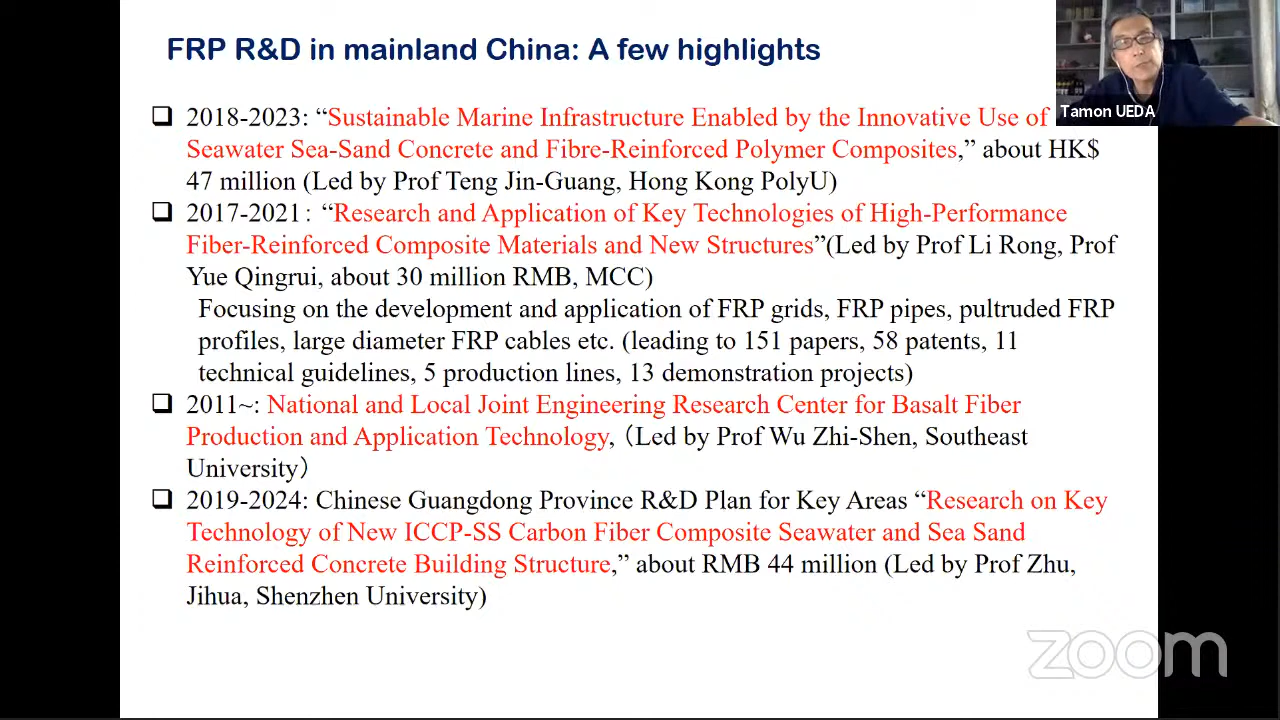 FRP R&D in mainland China: A few highlights
Tamon UEDA
❑ 2018-2023: “Sustainable Marine Infrastructure Enabled by the Innovative Use of
Seawater Sea-Sand Concrete and Fibre-Reinforced Polymer Composites,” about HK$
47 million (Led by Prof Teng Jin-Guang, Hong Kong PolyU)
❑ 2017-2021: “Research and Application of Key Technologies of High-Performance
Fiber-Reinforced Composite Materials and New Structures”(Led by Prof Li Rong, Prof
Yue Qingrui, about 30 million RMB, MCC)
Focusing on the development and application of FRP grids, FRP pipes, pultruded FRP
profiles, large diameter FRP cables etc. (leading to 151 papers, 58 patents, 11
technical guidelines, 5 production lines, 13 demonstration projects)
❑ 2011~: National and Local Joint Engineering Research Center for Basalt Fiber
Production and Application Technology, (Led by Prof Wu Zhi-Shen, Southeast
University)
❑ 2019-2024: Chinese Guangdong Province R&D Plan for Key Areas “Research on Key
Technology of New ICCP-SS Carbon Fiber Composite Seawater and Sea Sand
Reinforced Concrete Building Structure,” about RMB 44 million (Led by Prof Zhu,
Jihua, Shenzhen University)
zoom